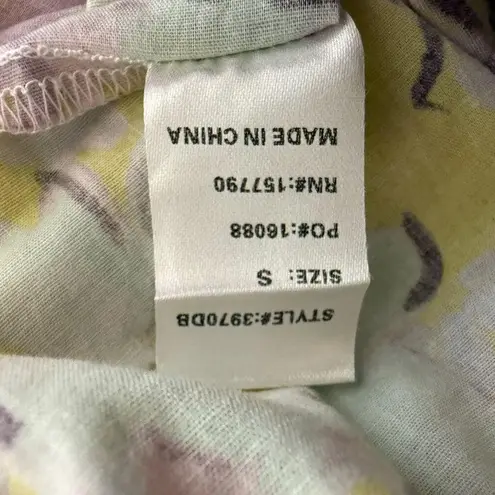 MADE IN CHINA
RN#:157790
PO#:16088
SIZE: S
STYLE#:3970DB